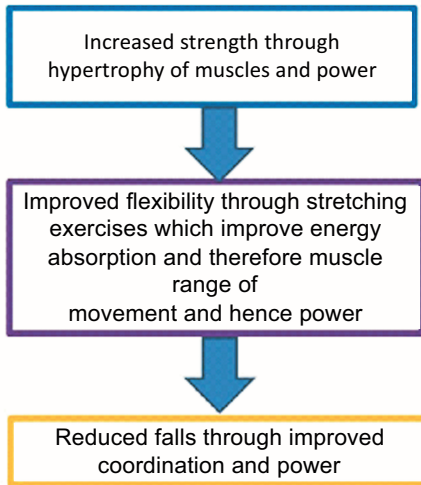 Increased strength through
hypertrophy of muscles and power
Improved flexibility through stretching
exercises which improve energy
absorption and therefore muscle
range of
movement and hence power
Reduced falls through improved
coordination and power